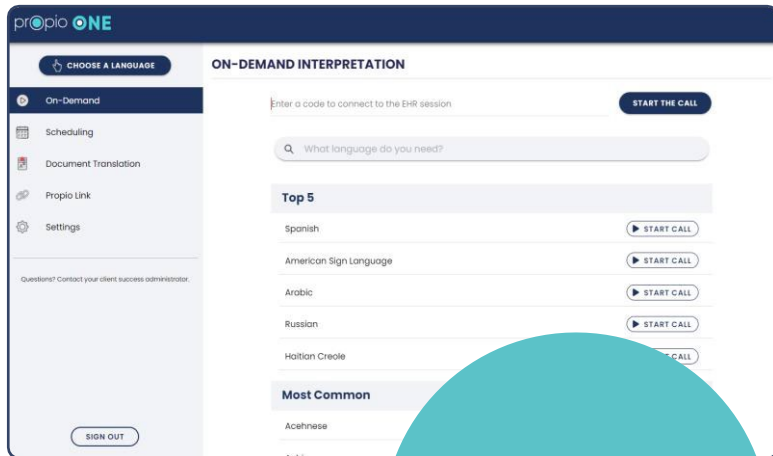 propio ONE
CHOOSE A LANGUAGE
On-Demand
Scheduling
Document Translation
Propio Link
Settings
Questions? Contact your client success administrator.
SIGN OUT
ON-DEMAND INTERPRETATION
Enter a code to connect to the EHR session
START THE CALL
What language do you need?
Top 5
Spanish
START CALL
American Sign Language
START CALL
Arabic
START CALL
Russian
START CALL
Haitian Creole
CALL
Most Common
Acehnese